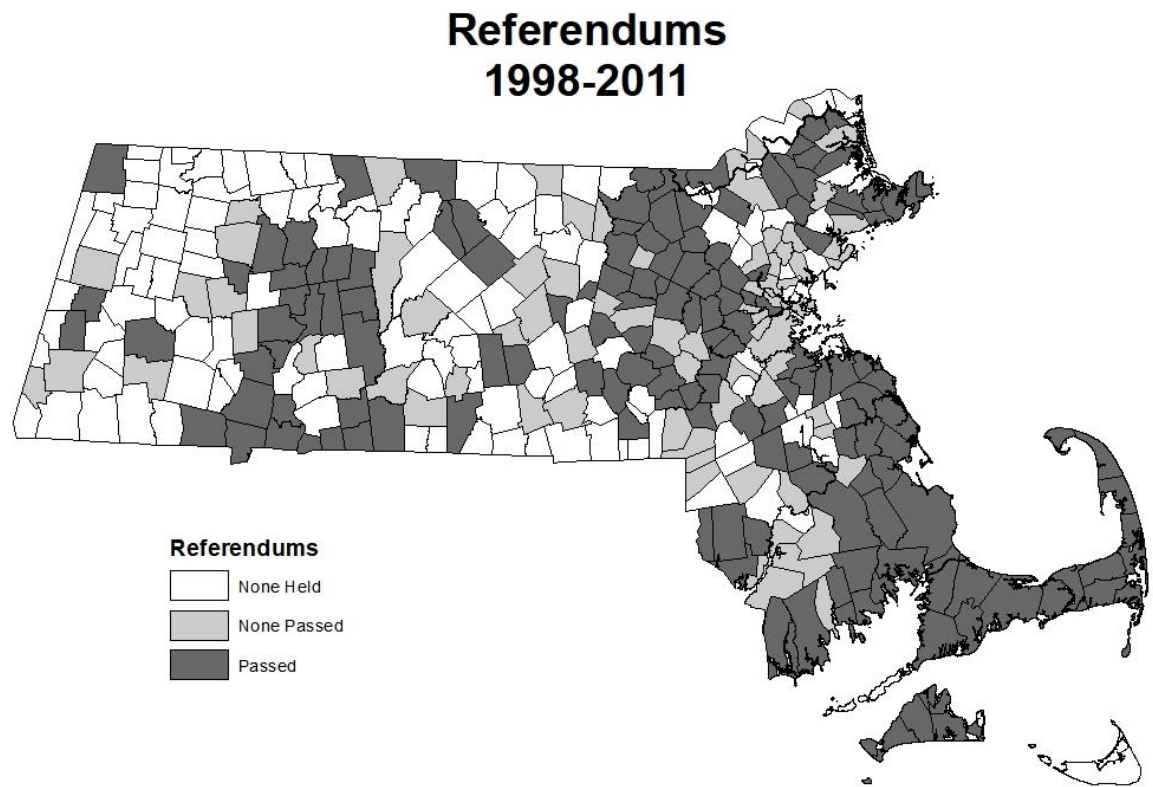 Referendums
1998-2011
Referendums
None Held
None Passed
Passed